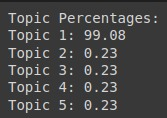 Topic Percentages:
Topic 1: 99.08
Topic 2: 0.23
Topic 3: 0.23
Topic 4: 0.23
Topic 5: 0.23